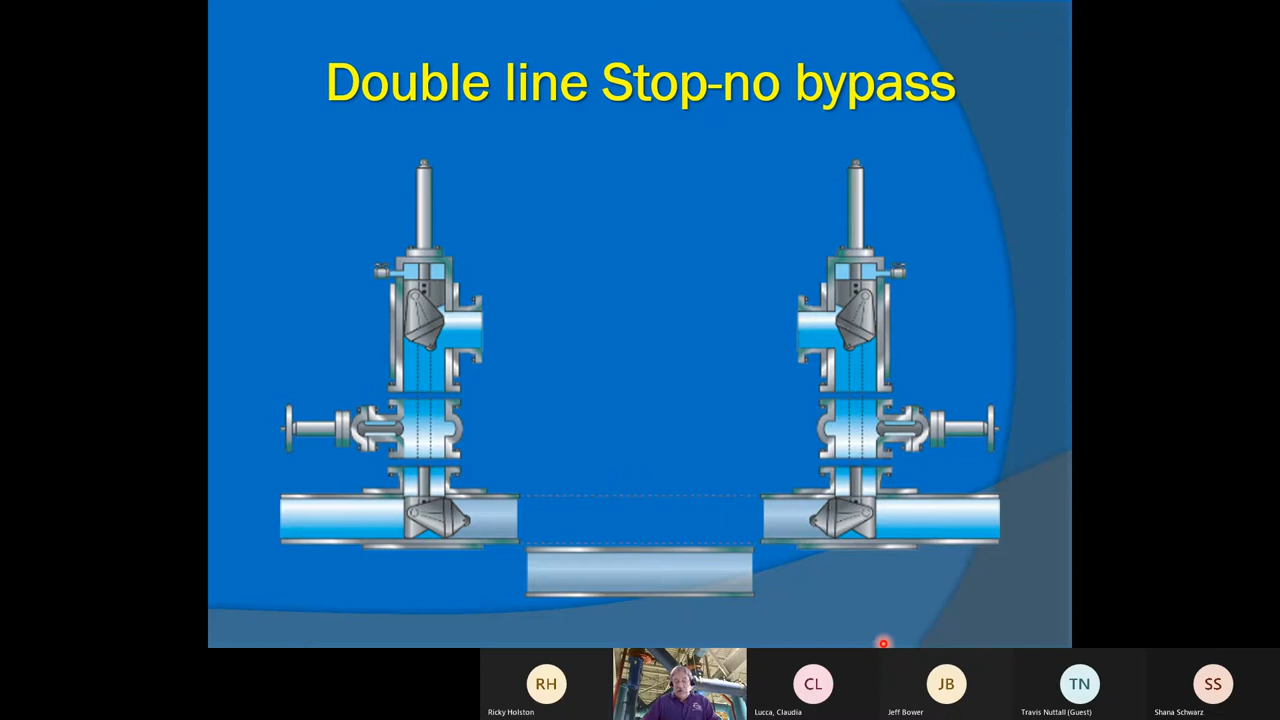 Double line Stop-no bypass
RH
CL
JB
TN
SS
Ricky Holston
Lucca, Claudia
Jeff Bower
Travis Nuttall (Guest)
Shana Schwarz